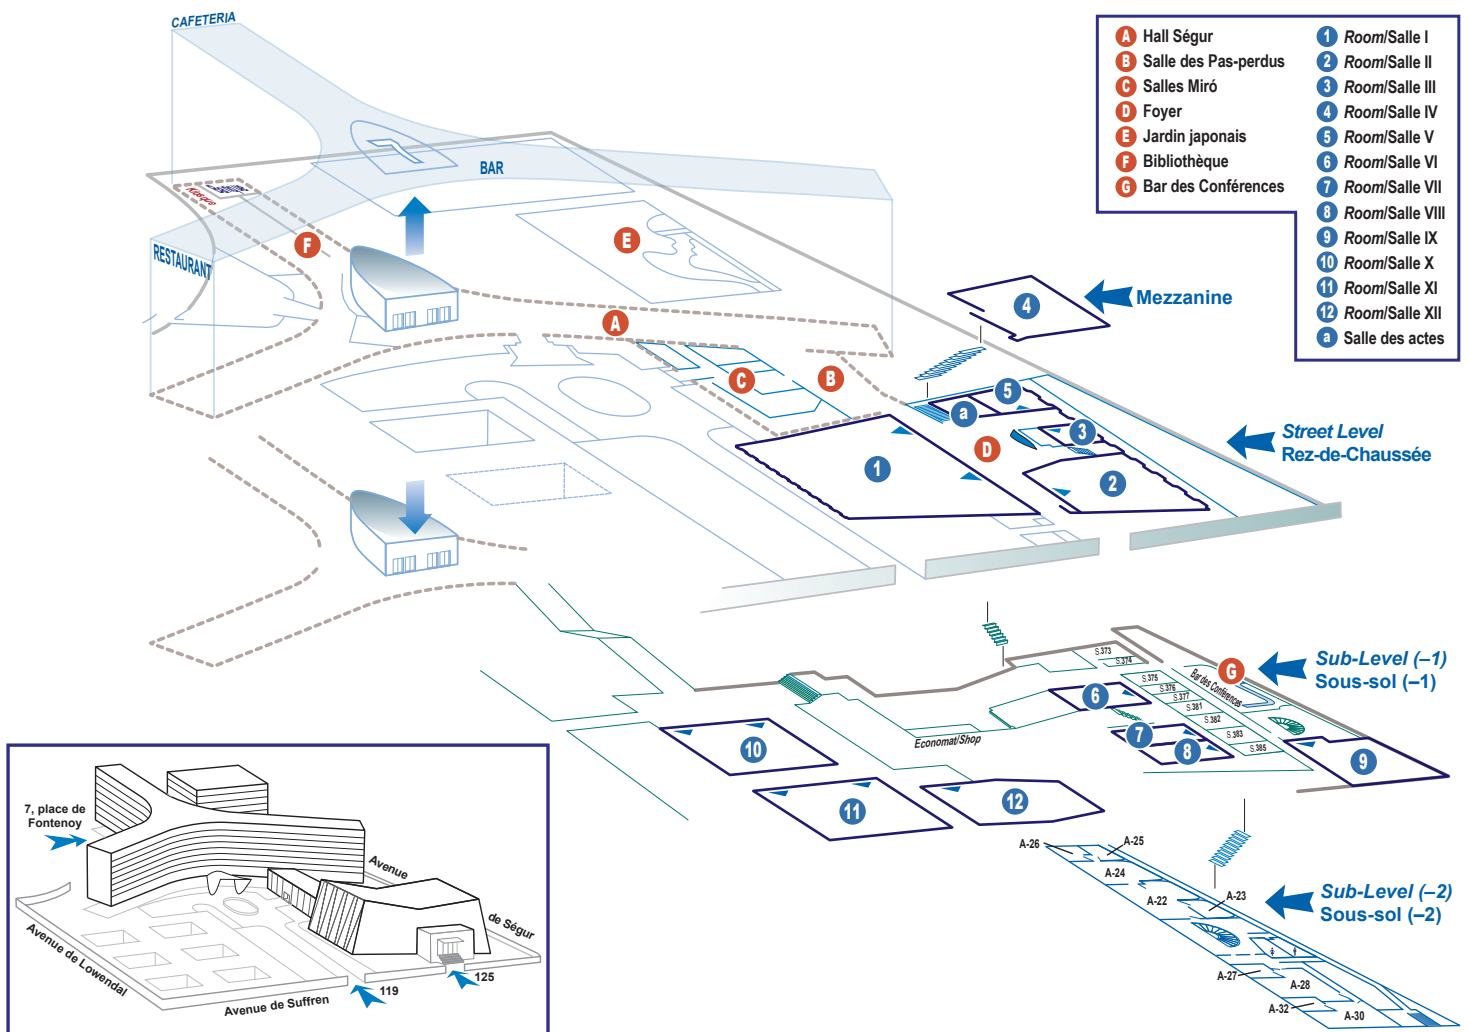 CAFETERIA
BAR
RESTAURANT
Kiosque
F
E
A
C
B
A Hall Ségur
B Salle des Pas-perdus
C Salles Miró
D Foyer
E Jardin japonais
F Bibliothèque
G Bar des Conférences
1 Room/Salle I
2 Room/Salle II
3 Room/Salle III
4 Room/Salle IV
5 Room/Salle V
6 Room/Salle VI
7 Room/Salle VII
8 Room/Salle VIII
9 Room/Salle IX
10 Room/Salle X
11 Room/Salle XI
12 Room/Salle XII
a Salle des actes
4
Mezzanine
5
a
3
D
1
2
Street Level
Rez-de-Chaussée
S.373
S.374
S.375
S.376
S.377
S.381
S.382
S.383
S.385
Bar des Conférences
G
Sub-Level (–1)
Sous-sol (–1)
6
7
8
9
Economat/Shop
10
11
12
A-26
A-25
A-24
A-22
A-23
A-27
A-28
A-32
A-30
Sub-Level (–2)
Sous-sol (–2)
7, place de
Fontenoy
Avenue
de Ségur
Avenue de Lowendal
Avenue de Suffren
119
125